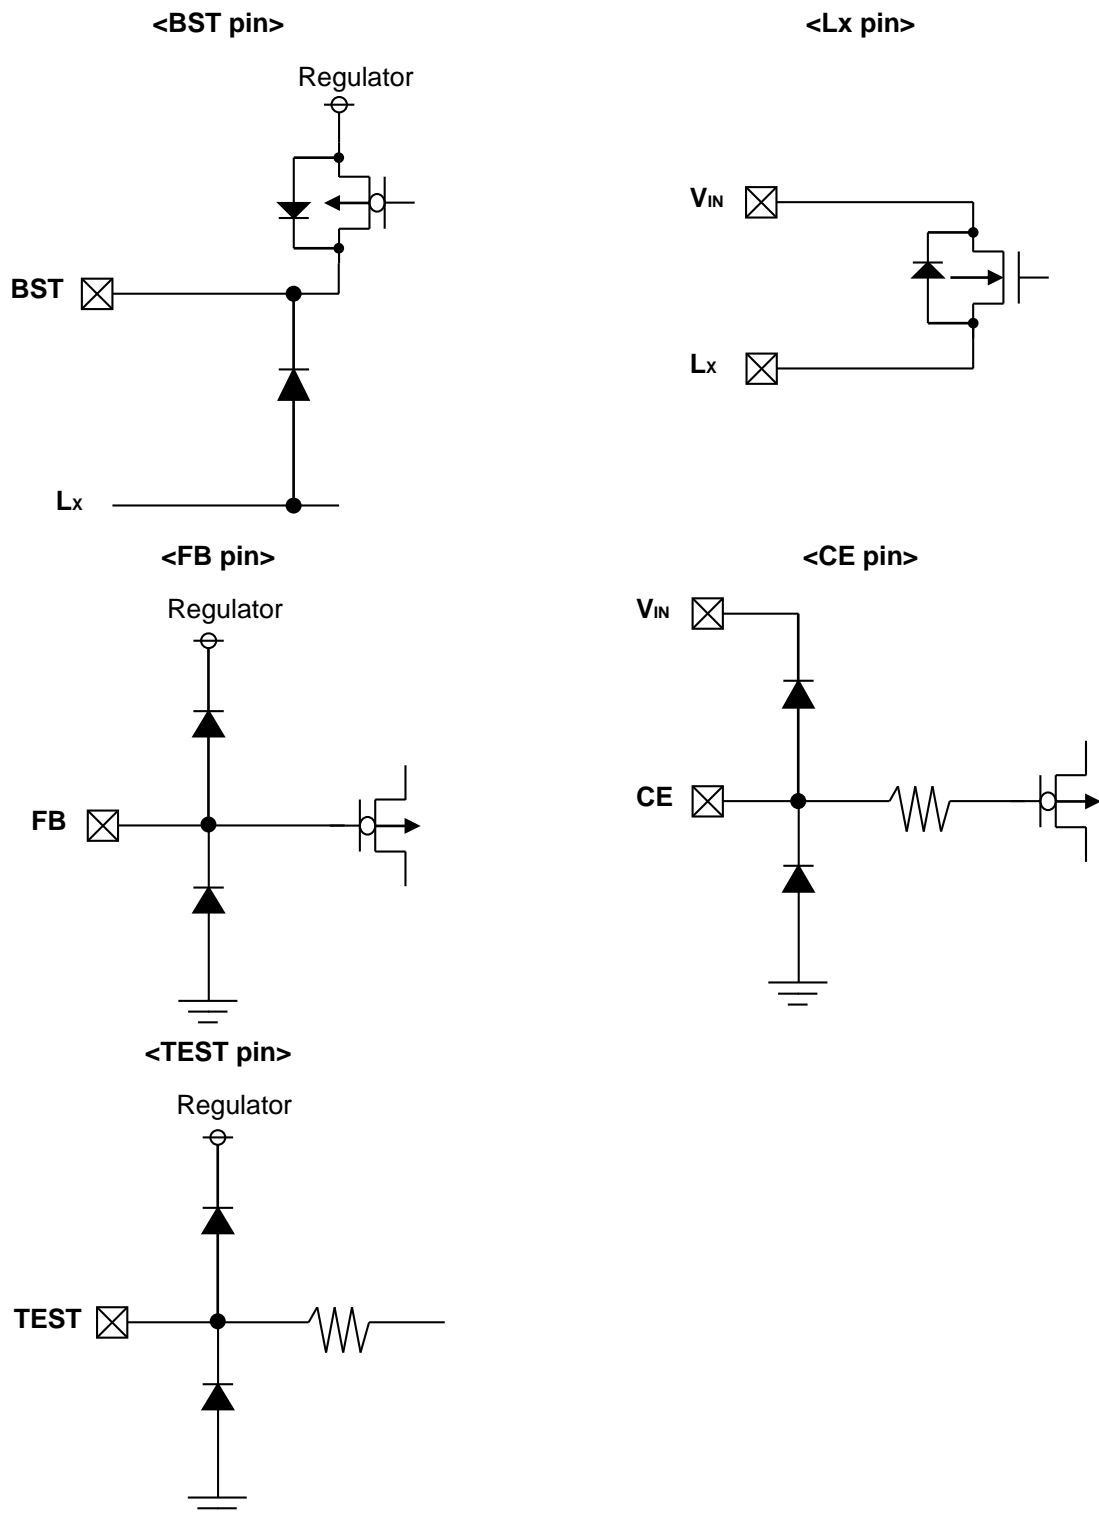 <BST pin>
Regulator
BST
Lx
<Lx pin>
VIN
Lx
<FB pin>
Regulator
FB
<CE pin>
VIN
CE
<TEST pin>
Regulator
TEST